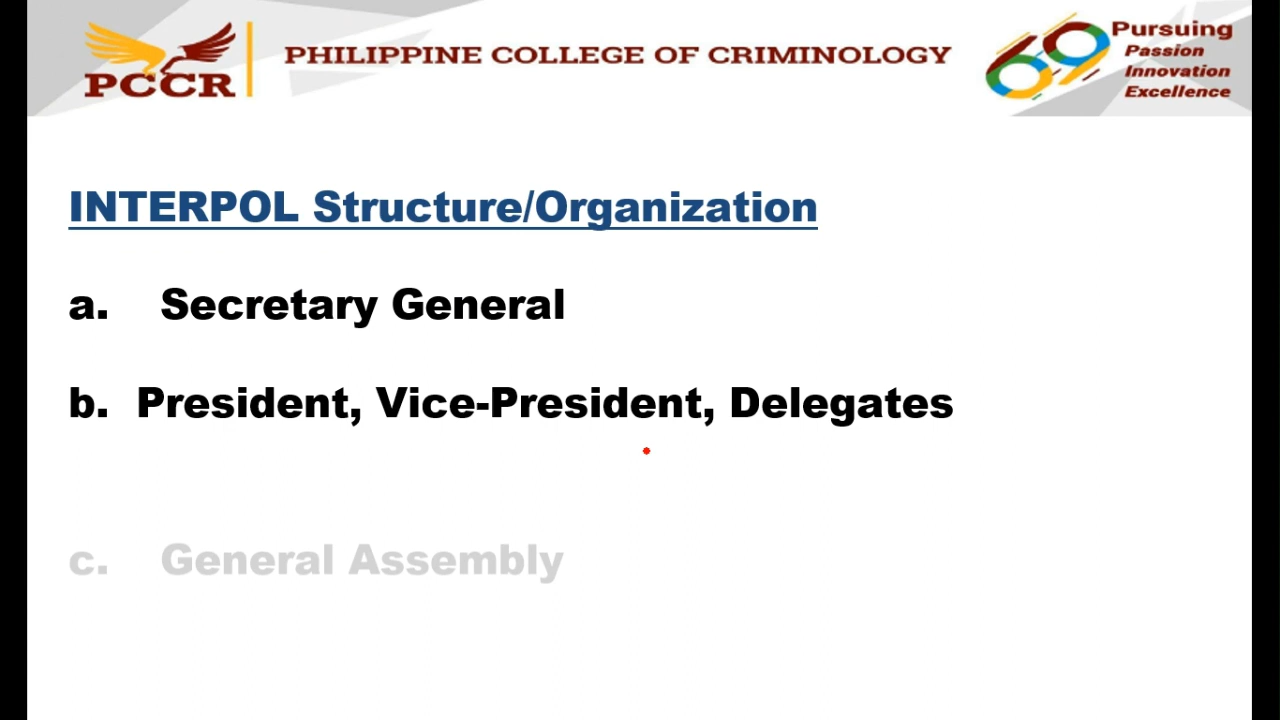 PCCR
PHILIPPINE COLLEGE OF CRIMINOLOGY
69
Pursuing
Passion
Innovation
Excellence
INTERPOL Structure/Organization
a. Secretary General
b. President, Vice-President, Delegates
c. General Assembly